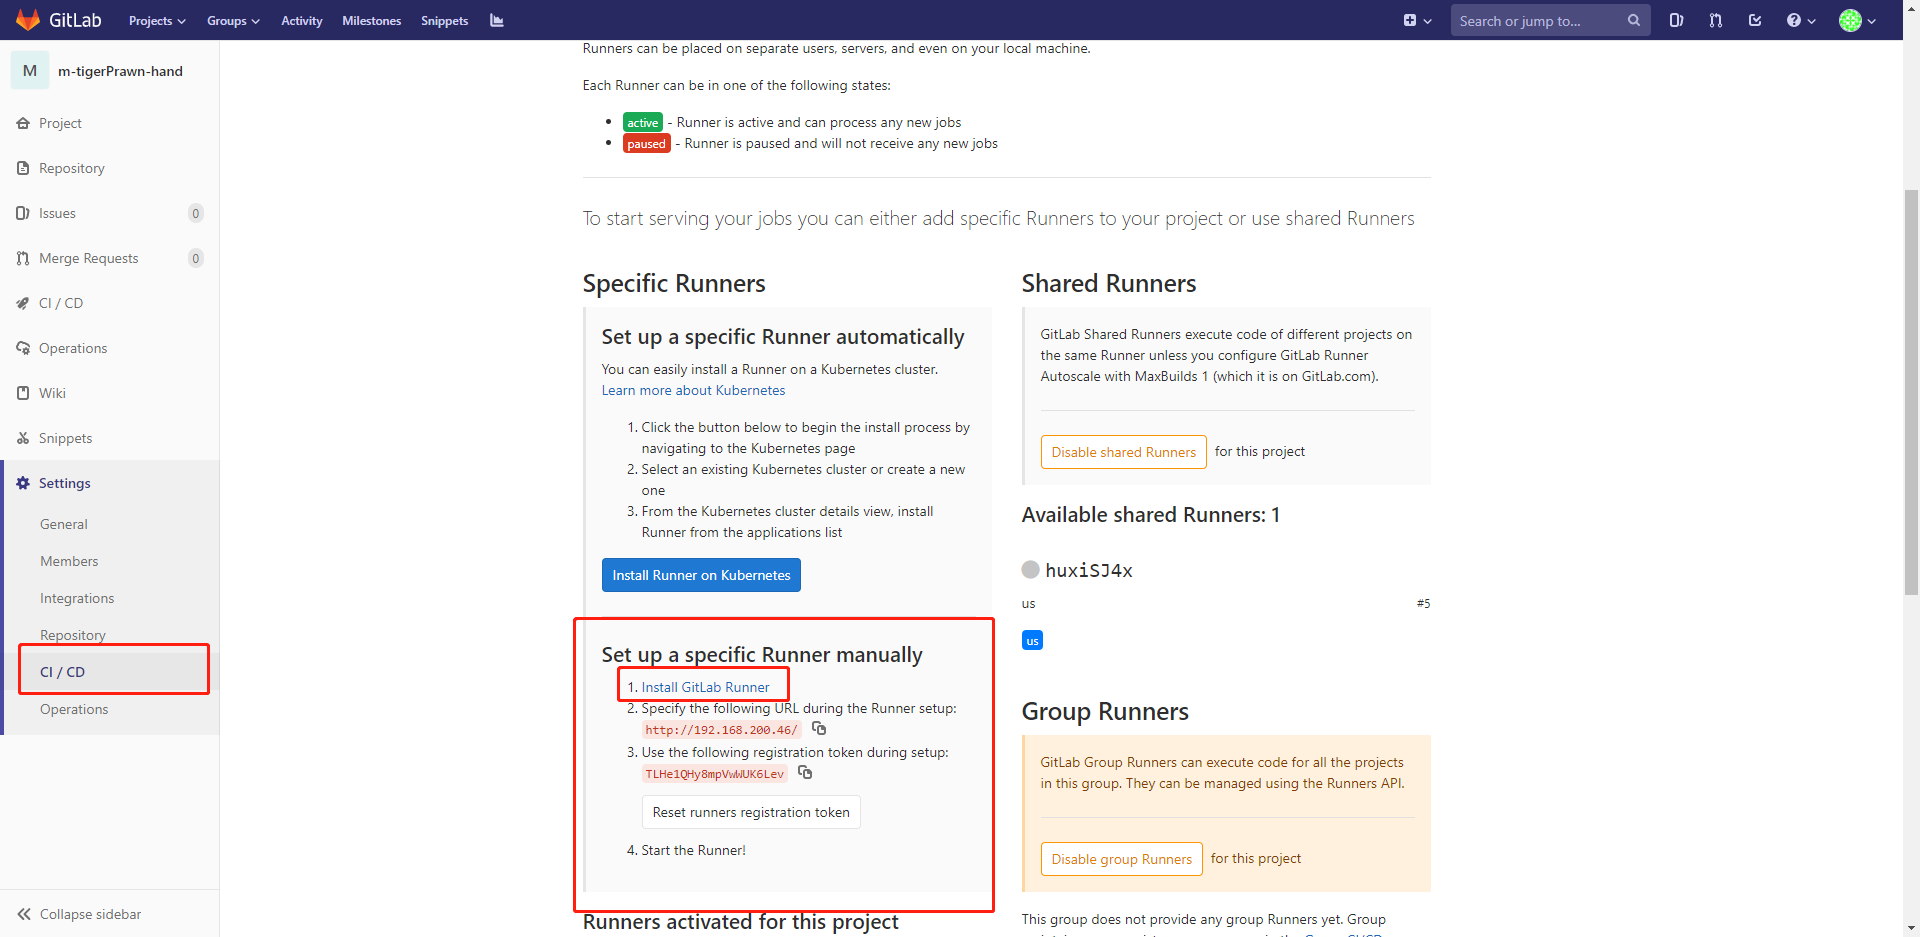 GitLab Projects Groups Activity Milestones Snippets Search or jump to...
M m-tigerPrawn-hand
Project
Repository
Issues 0
Merge Requests 0
CI / CD
Operations
Wiki
Snippets
Settings
General
Members
Integrations
Repository
CI / CD
Operations
Collapse sidebar
Runners can be placed on separate users, servers, and even on your local machine.
Each Runner can be in one of the following states:
• active - Runner is active and can process any new jobs
• paused - Runner is paused and will not receive any new jobs
To start serving your jobs you can either add specific Runners to your project or use shared Runners
Specific Runners
Set up a specific Runner automatically
You can easily install a Runner on a Kubernetes cluster.
Learn more about Kubernetes
1. Click the button below to begin the install process by
navigating to the Kubernetes page
2. Select an existing Kubernetes cluster or create a new
one
3. From the Kubernetes cluster details view, install
Runner from the applications list
Install Runner on Kubernetes
Set up a specific Runner manually
1. Install GitLab Runner
2. Specify the following URL during the Runner setup:
http://192.168.200.46/
3. Use the following registration token during setup:
TLHe1QHy8mpVwWUK6Lev
Reset runners registration token
4. Start the Runner!
Runners activated for this project
Shared Runners
GitLab Shared Runners execute code of different projects on
the same Runner unless you configure GitLab Runner
Autoscale with MaxBuilds 1 (which it is on GitLab.com).
Disable shared Runners for this project
Available shared Runners: 1
huxiSJ4x
us #5
us
Group Runners
GitLab Group Runners can execute code for all the projects
in this group. They can be managed using the Runners API.
Disable group Runners for this project
This group does not provide any group Runners yet. Group